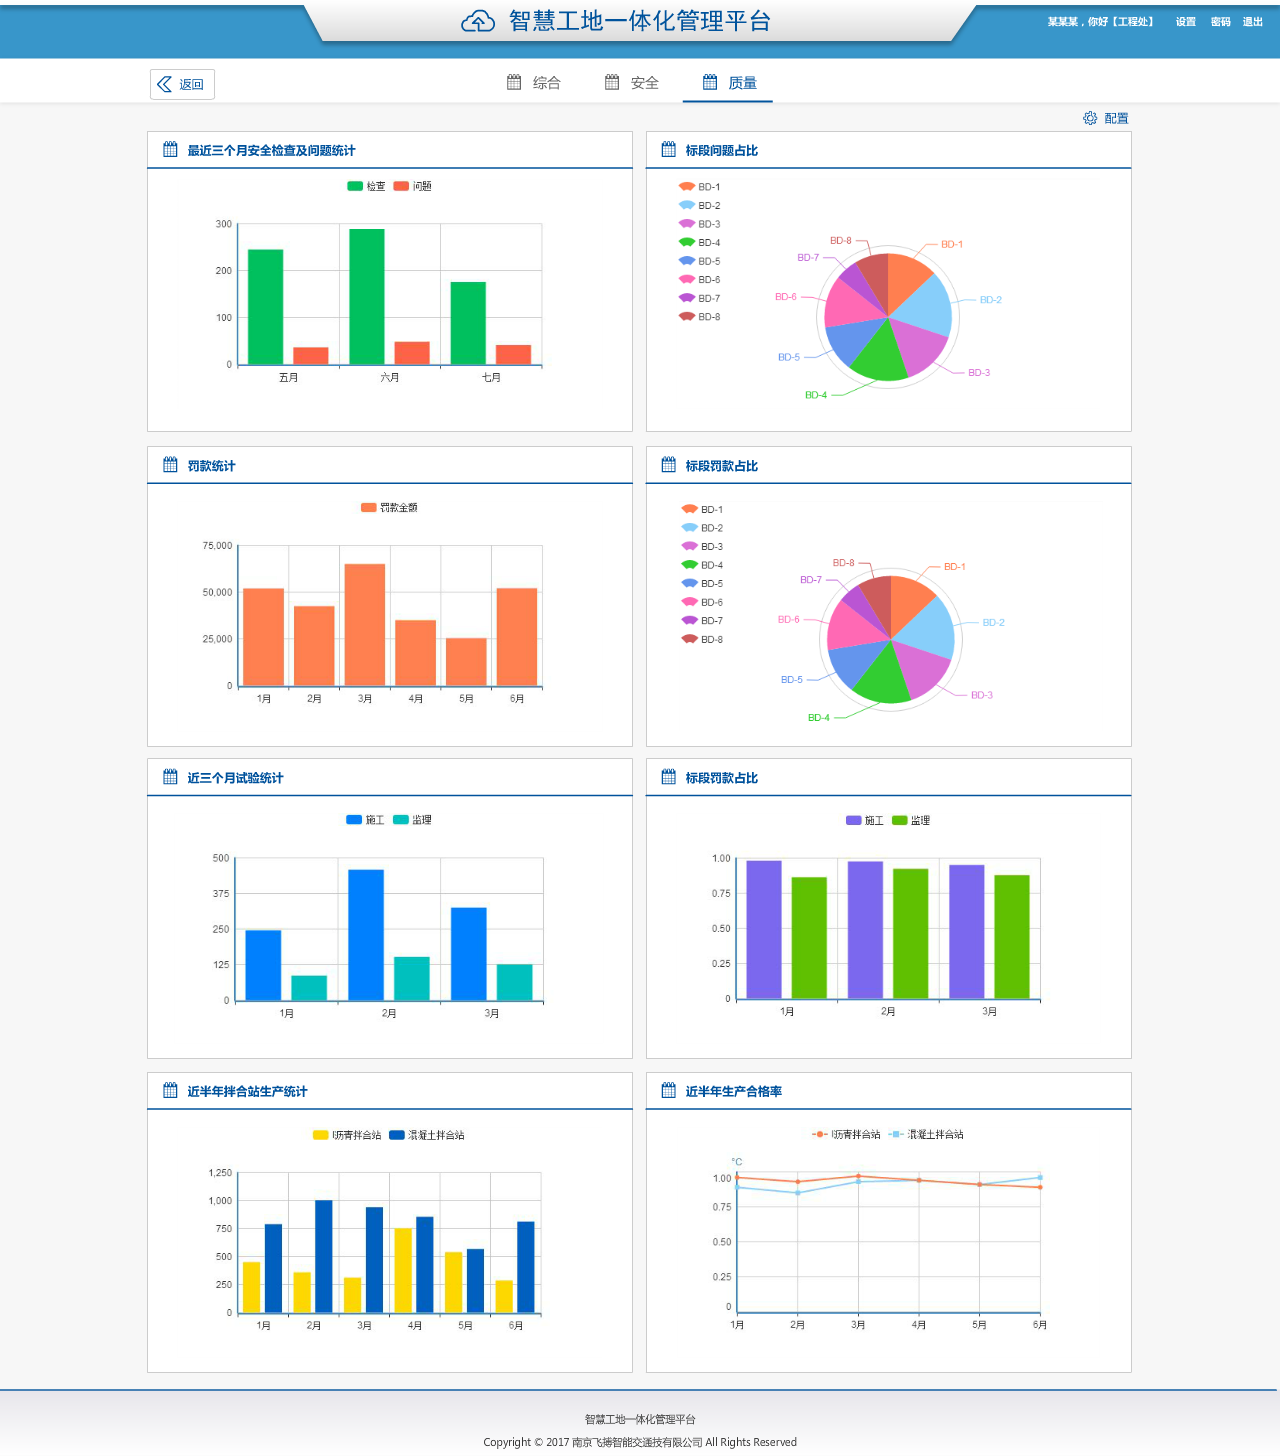 智慧工地一体化管理平台
某某某，你好【工程处】 设置 密码 退出
返回 综合 安全 质量
配置
最近三个月安全检查及问题统计
检查 问题
300
200
100
0
五月 六月 七月
标段问题占比
BD-1
BD-2
BD-3
BD-4
BD-5
BD-6
BD-7
BD-8
BD-8 BD-1
BD-7
BD-6 BD-2
BD-5
BD-3
BD-4
罚款统计
罚款金额
75,000
50,000
25,000
0
1月 2月 3月 4月 5月 6月
标段罚款占比
BD-1
BD-2
BD-3
BD-4
BD-5
BD-6
BD-7
BD-8
BD-8 BD-1
BD-7
BD-6 BD-2
BD-5
BD-3
BD-4
近三个月试验统计
施工 监理
500
375
250
125
0
1月 2月 3月
标段罚款占比
施工 监理
1.00
0.75
0.50
0.25
0
1月 2月 3月
近半年拌合站生产统计
沥青拌合站 混凝土拌合站
1,250
1,000
750
500
250
0
1月 2月 3月 4月 5月 6月
近半年生产合格率
沥青拌合站 混凝土拌合站
°C
1.00
0.75
0.50
0.25
0
1月 2月 3月 4月 5月 6月
智慧工地一体化管理平台
Copyright © 2017 南京飞搏智能交通技有限公司 All Rights Reserved